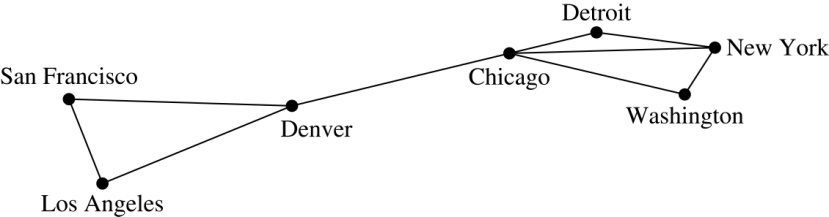 Detroit
New York
Chicago
San Francisco
Washington
Denver
Los Angeles